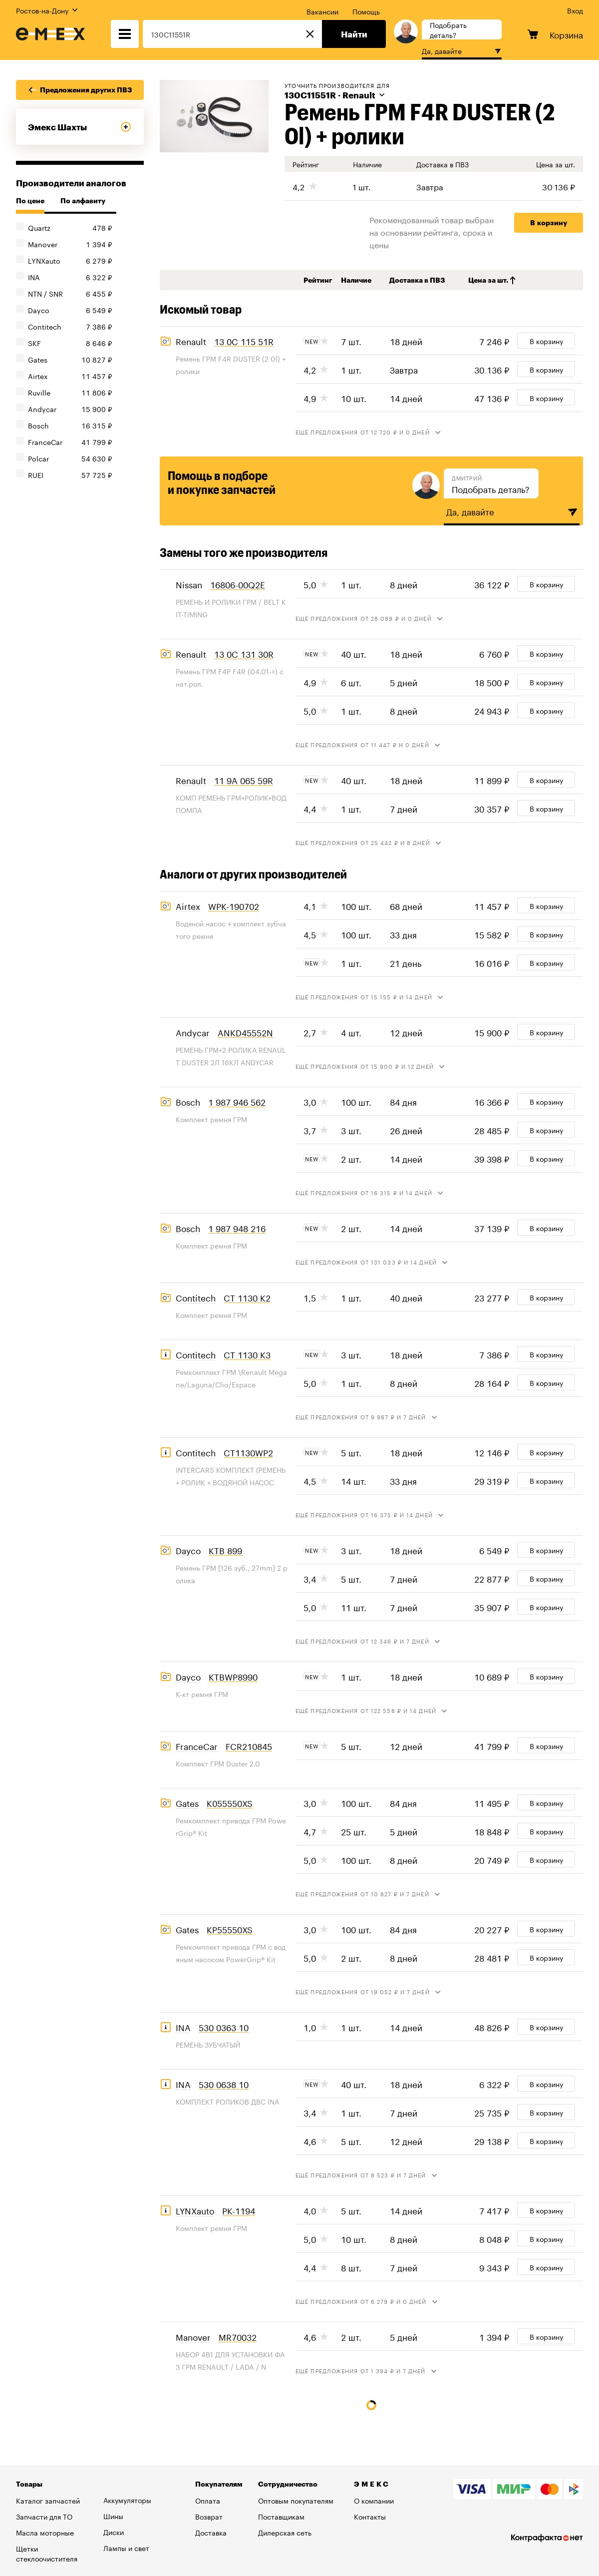 Ростов-на-Дону
Вакансии Помощь
Вход
emex
130C11551R
Найти
Подобрать
детали?
Да, давайте
Корзина
Предложения других ПВЗ
Эмекс Шахты
Производители аналогов
По цене По алфавиту
Quartz 478 ₽
Manover 1 394 ₽
LYNXauto 6 279 ₽
INA 6 322 ₽
NTN / SNR 6 455 ₽
Dayco 6 549 ₽
Contitech 7 386 ₽
SKF 8 646 ₽
Gates 10 827 ₽
Airtex 11 457 ₽
Ruville 11 806 ₽
Andycar 15 900 ₽
Bosch 16 315 ₽
FranceCar 41 799 ₽
Polcar 54 630 ₽
RUEI 57 725 ₽
УТОЧНИТЬ ПРОИЗВОДИТЕЛЯ ДЛЯ
130C11551R · Renault
Ремень ГРМ F4R DUSTER (2
0l) + ролики
Рейтинг Наличие Доставка в ПВЗ Цена за шт.
4,2 1 шт. Завтра 30 136 ₽
Рекомендованный товар выбран
на основании рейтинга, срока и
цены
В корзину
Рейтинг Наличие Доставка в ПВЗ Цена за шт.
Искомый товар
Renault 13 0C 115 51R NEW 7 шт. 18 дней 7 246 ₽ В корзину
Ремень ГРМ F4R DUSTER (2 0l) +
ролики
4,2 1 шт. Завтра 30 136 ₽ В корзину
4,9 10 шт. 14 дней 47 136 ₽ В корзину
ЕЩЁ ПРЕДЛОЖЕНИЯ ОТ 12 720 ₽ И 0 ДНЕЙ
Помощь в подборе
и покупке запчастей
ДМИТРИЙ
Подобрать детали?
Да, давайте
Замены того же производителя
Nissan 16806-00Q2E 5,0 1 шт. 8 дней 36 122 ₽ В корзину
РЕМЕНЬ И РОЛИКИ ГРМ / BELT K
IT-TIMING
ЕЩЁ ПРЕДЛОЖЕНИЯ ОТ 28 089 ₽ И 0 ДНЕЙ
Renault 13 0C 131 30R NEW 40 шт. 18 дней 6 760 ₽ В корзину
Ремень ГРМ F4P F4R (04.01->) с
нат.рол.
4,9 6 шт. 5 дней 18 500 ₽ В корзину
5,0 1 шт. 8 дней 24 943 ₽ В корзину
ЕЩЁ ПРЕДЛОЖЕНИЯ ОТ 11 447 ₽ И 0 ДНЕЙ
Renault 11 9A 065 59R NEW 40 шт. 18 дней 11 899 ₽ В корзину
КОМП РЕМЕНЬ ГРМ+РОЛИК+ВОД
ПОМПА
4,4 1 шт. 7 дней 30 357 ₽ В корзину
ЕЩЁ ПРЕДЛОЖЕНИЯ ОТ 25 442 ₽ И 8 ДНЕЙ
Аналоги от других производителей
Airtex WPK-190702 4,1 100 шт. 68 дней 11 457 ₽ В корзину
Водяной насос + комплект зубча
того ремня
4,5 100 шт. 33 дня 15 582 ₽ В корзину
NEW 1 шт. 21 день 16 016 ₽ В корзину
ЕЩЁ ПРЕДЛОЖЕНИЯ ОТ 15 155 ₽ И 14 ДНЕЙ
Andycar ANKD45552N 2,7 4 шт. 12 дней 15 900 ₽ В корзину
РЕМЕНЬ ГРМ+2 РОЛИКА RENAUL
T DUSTER 2Л 16КЛ ANDYCAR
ЕЩЁ ПРЕДЛОЖЕНИЯ ОТ 15 900 ₽ И 12 ДНЕЙ
Bosch 1 987 946 562 3,0 100 шт. 84 дня 16 366 ₽ В корзину
Комплект ремня ГРМ
3,7 3 шт. 26 дней 28 485 ₽ В корзину
NEW 2 шт. 14 дней 39 398 ₽ В корзину
ЕЩЁ ПРЕДЛОЖЕНИЯ ОТ 16 315 ₽ И 14 ДНЕЙ
Bosch 1 987 948 216 NEW 2 шт. 14 дней 37 139 ₽ В корзину
Комплект ремня ГРМ
ЕЩЁ ПРЕДЛОЖЕНИЯ ОТ 131 033 ₽ И 14 ДНЕЙ
Contitech CT 1130 K2 1,5 1 шт. 40 дней 23 277 ₽ В корзину
Комплект ремня ГРМ
Contitech CT 1130 K3 NEW 3 шт. 18 дней 7 386 ₽ В корзину
Ремкомплект ГРМ \Renault Mega
ne/Laguna/Clio/Espace
5,0 1 шт. 8 дней 28 164 ₽ В корзину
ЕЩЁ ПРЕДЛОЖЕНИЯ ОТ 9 967 ₽ И 7 ДНЕЙ
Contitech CT1130WP2 NEW 5 шт. 18 дней 12 146 ₽ В корзину
INTERCARS КОМПЛЕКТ (РЕМЕНЬ
+ РОЛИК + ВОДЯНОЙ НАСОС
4,5 14 шт. 33 дня 29 319 ₽ В корзину
ЕЩЁ ПРЕДЛОЖЕНИЯ ОТ 16 375 ₽ И 14 ДНЕЙ
Dayco KTB 899 NEW 3 шт. 18 дней 6 549 ₽ В корзину
Ремень ГРМ [126 зуб., 27mm] 2 р
олика
3,4 5 шт. 7 дней 22 877 ₽ В корзину
5,0 11 шт. 7 дней 35 907 ₽ В корзину
ЕЩЁ ПРЕДЛОЖЕНИЯ ОТ 12 346 ₽ И 7 ДНЕЙ
Dayco KTBWP8990 NEW 1 шт. 18 дней 10 689 ₽ В корзину
К-кт ремня ГРМ
ЕЩЁ ПРЕДЛОЖЕНИЯ ОТ 122 558 ₽ И 14 ДНЕЙ
FranceCar FCR210845 NEW 5 шт. 12 дней 41 799 ₽ В корзину
Комплект ГРМ Duster 2.0
Gates K055550XS 3,0 100 шт. 84 дня 11 495 ₽ В корзину
Ремкомплект привода ГРМ Powe
rGrip® Kit
4,7 25 шт. 5 дней 18 848 ₽ В корзину
5,0 100 шт. 8 дней 20 749 ₽ В корзину
ЕЩЁ ПРЕДЛОЖЕНИЯ ОТ 10 827 ₽ И 7 ДНЕЙ
Gates KP55550XS 3,0 100 шт. 84 дня 20 227 ₽ В корзину
Ремкомплект привода ГРМ с вод
яным насосом PowerGrip® Kit
5,0 2 шт. 8 дней 28 481 ₽ В корзину
ЕЩЁ ПРЕДЛОЖЕНИЯ ОТ 19 052 ₽ И 7 ДНЕЙ
INA 530 0363 10 1,0 1 шт. 14 дней 48 826 ₽ В корзину
РЕМЕНЬ ЗУБЧАТЫЙ
INA 530 0638 10 NEW 40 шт. 18 дней 6 322 ₽ В корзину
КОМПЛЕКТ РОЛИКОВ ДВС INA
3,4 1 шт. 7 дней 25 735 ₽ В корзину
4,6 5 шт. 12 дней 29 138 ₽ В корзину
ЕЩЁ ПРЕДЛОЖЕНИЯ ОТ 8 523 ₽ И 7 ДНЕЙ
LYNXauto PK-1194 4,0 5 шт. 14 дней 7 417 ₽ В корзину
Комплект ремня ГРМ
5,0 10 шт. 8 дней 8 048 ₽ В корзину
4,4 8 шт. 7 дней 9 343 ₽ В корзину
ЕЩЁ ПРЕДЛОЖЕНИЯ ОТ 6 279 ₽ И 0 ДНЕЙ
Manover MR70032 4,6 2 шт. 5 дней 1 394 ₽ В корзину
НАБОР 4В1 ДЛЯ УСТАНОВКИ ФА
З ГРМ RENAULT / LADA / N
ЕЩЁ ПРЕДЛОЖЕНИЯ ОТ 1 394 ₽ И 7 ДНЕЙ
Товары
Каталог запчастей
Запчасти для ТО
Масла моторные
Щетки
стеклоочистителя
Аккумуляторы
Шины
Диски
Лампы и свет
Покупателям
Оплата
Возврат
Доставка
Сотрудничество
Оптовым покупателям
Поставщикам
Дилерская сеть
ЭМЕКС
О компании
Контакты
VISA МИР
Контрафакта нет